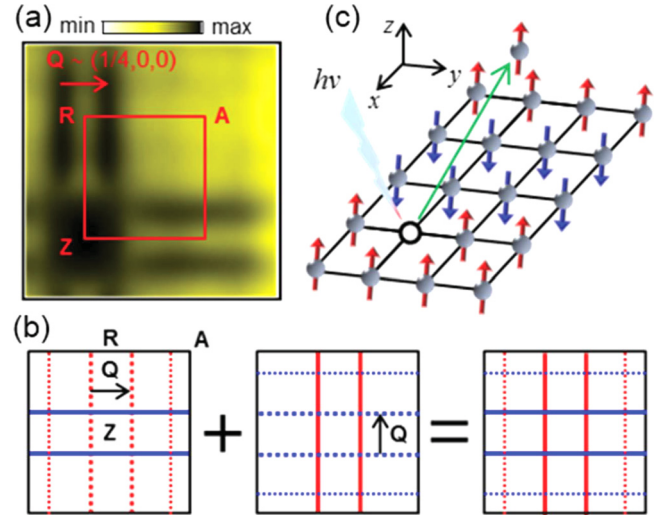 (a) min max
Q ~ (1/4,0,0)
R A
Z
(c) z
y
x
hν
(b) R A
Q
Z
+
Q
=